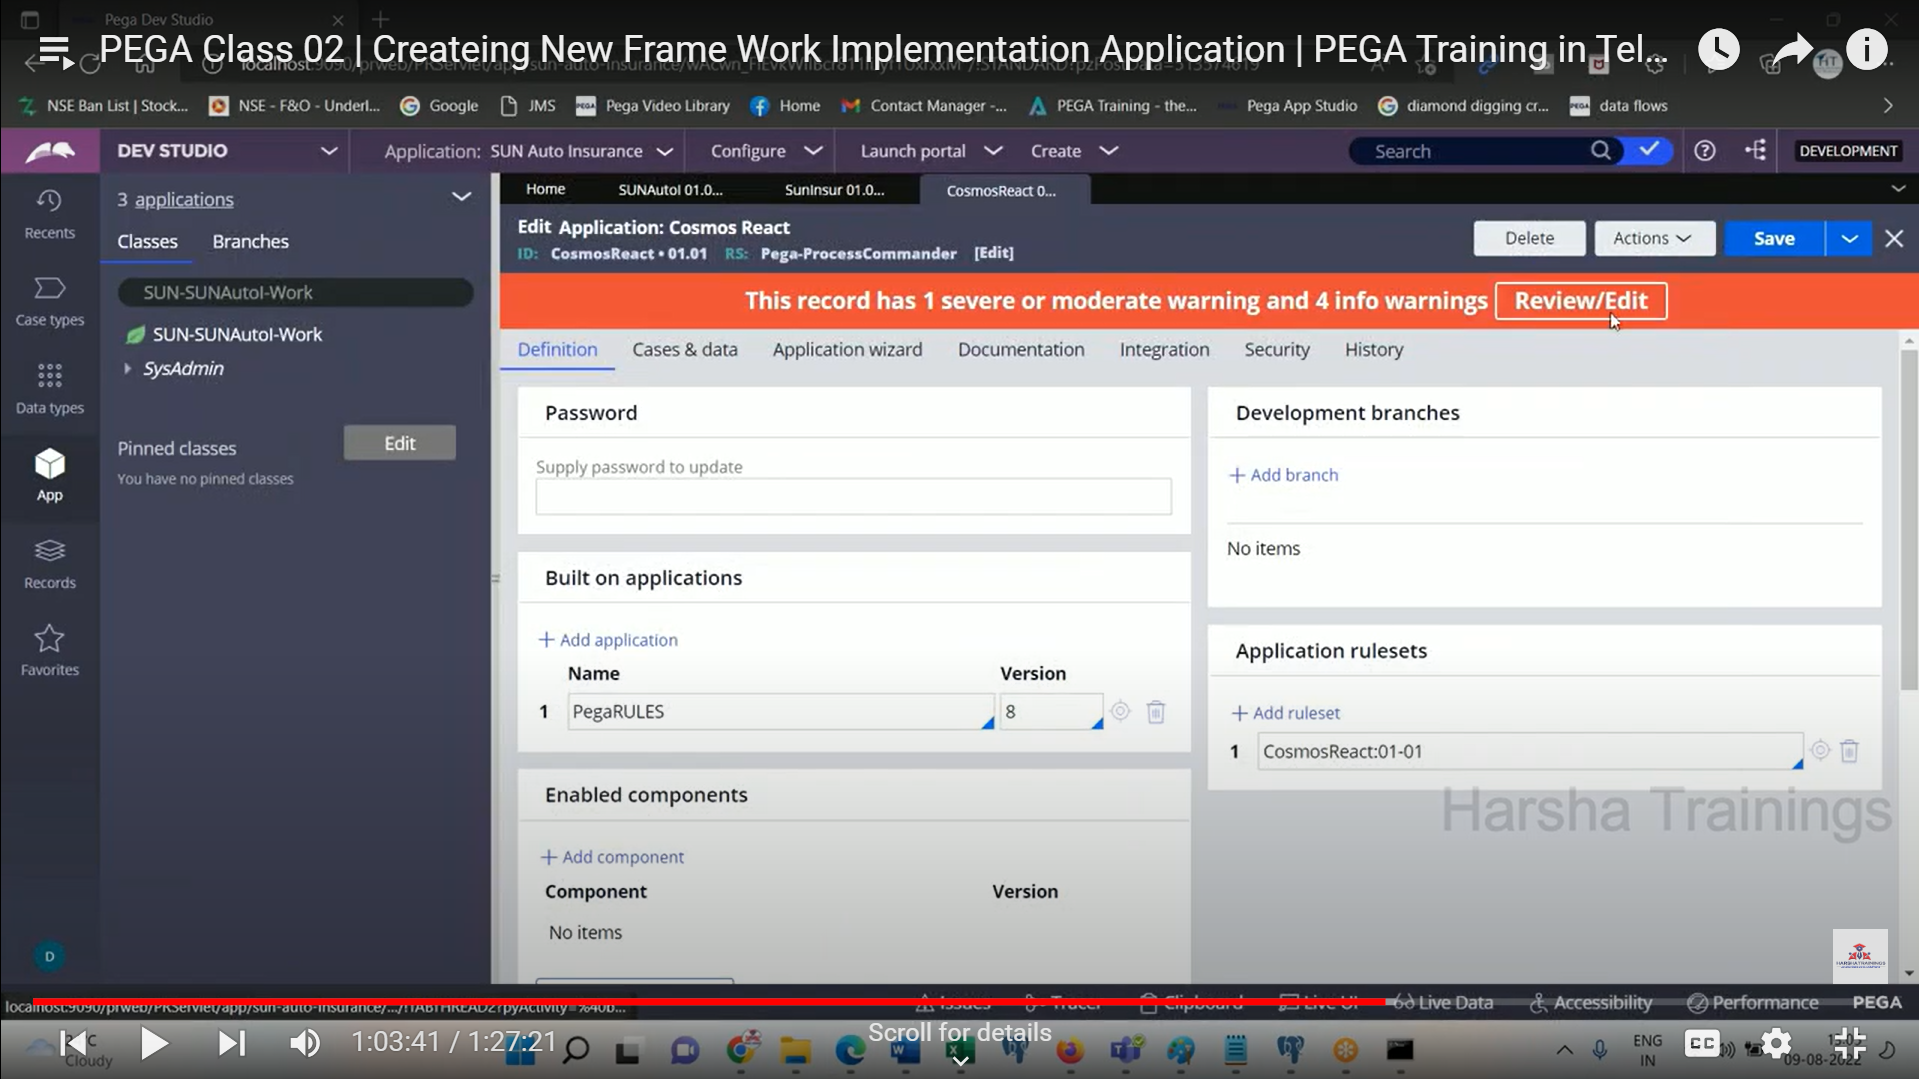 Pega Dev Studio
PEGA Class 02 | Createing New Frame Work Implementation Application | PEGA Training in Tel...
NSE Ban List | Stock...
NSE - F&O - Underl...
Google
JMS
Pega Video Library
Home
Contact Manager -...
PEGA Training - the...
Pega App Studio
diamond digging cr...
data flows
DEV STUDIO
Application: SUN Auto Insurance
Configure
Launch portal
Create
Search
DEVELOPMENT
Recents
Case types
Data types
App
Records
Favorites
D
3 applications
Classes
Branches
SUN-SUNAutoI-Work
SUN-SUNAutoI-Work
SysAdmin
Pinned classes
Edit
You have no pinned classes
Home
SUNAutoI 01.0...
SunInsur 01.0...
CosmosReact 0...
Edit Application: Cosmos React
ID: CosmosReact • 01.01 RS: Pega-ProcessCommander [Edit]
Delete
Actions
Save
This record has 1 severe or moderate warning and 4 info warnings
Review/Edit
Definition
Cases & data
Application wizard
Documentation
Integration
Security
History
Password
Supply password to update
Built on applications
+ Add application
Name Version
1 PegaRULES 8
Enabled components
+ Add component
Component Version
No items
Development branches
+ Add branch
No items
Application rulesets
+ Add ruleset
1 CosmosReact:01-01
Harsha Trainings
HARSHA TRAININGS
Issues
Tracer
Clipboard
Live UI
Live Data
Accessibility
Performance
PEGA
1:03:41 / 1:27:21
Scroll for details
Cloudy
ENG
IN
CC
09-08-2022